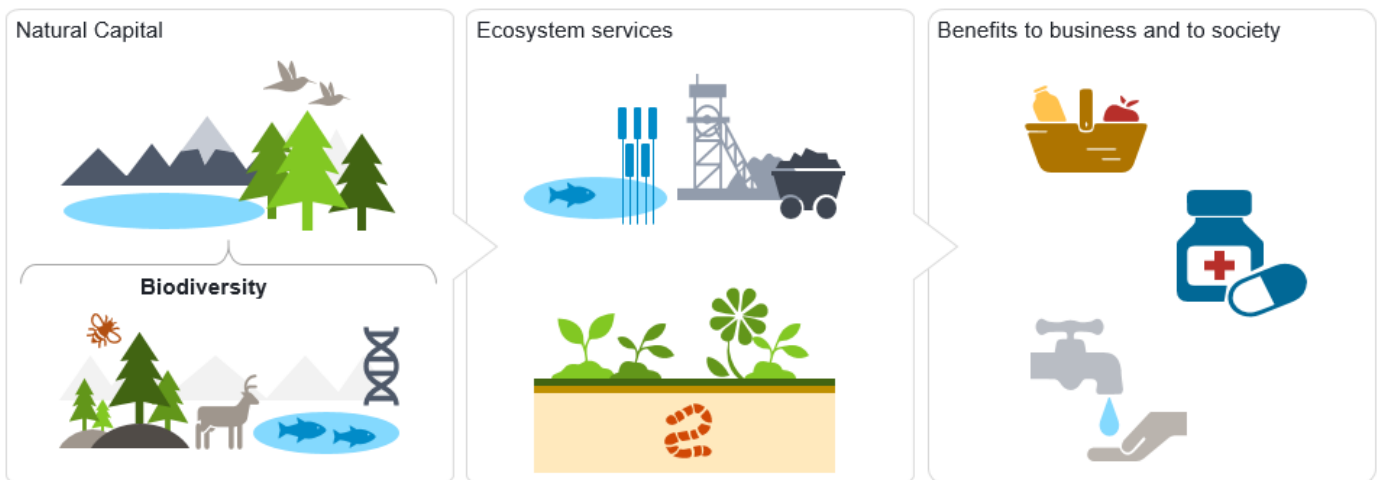 Natural Capital
Ecosystem services
Benefits to business and to society
Biodiversity